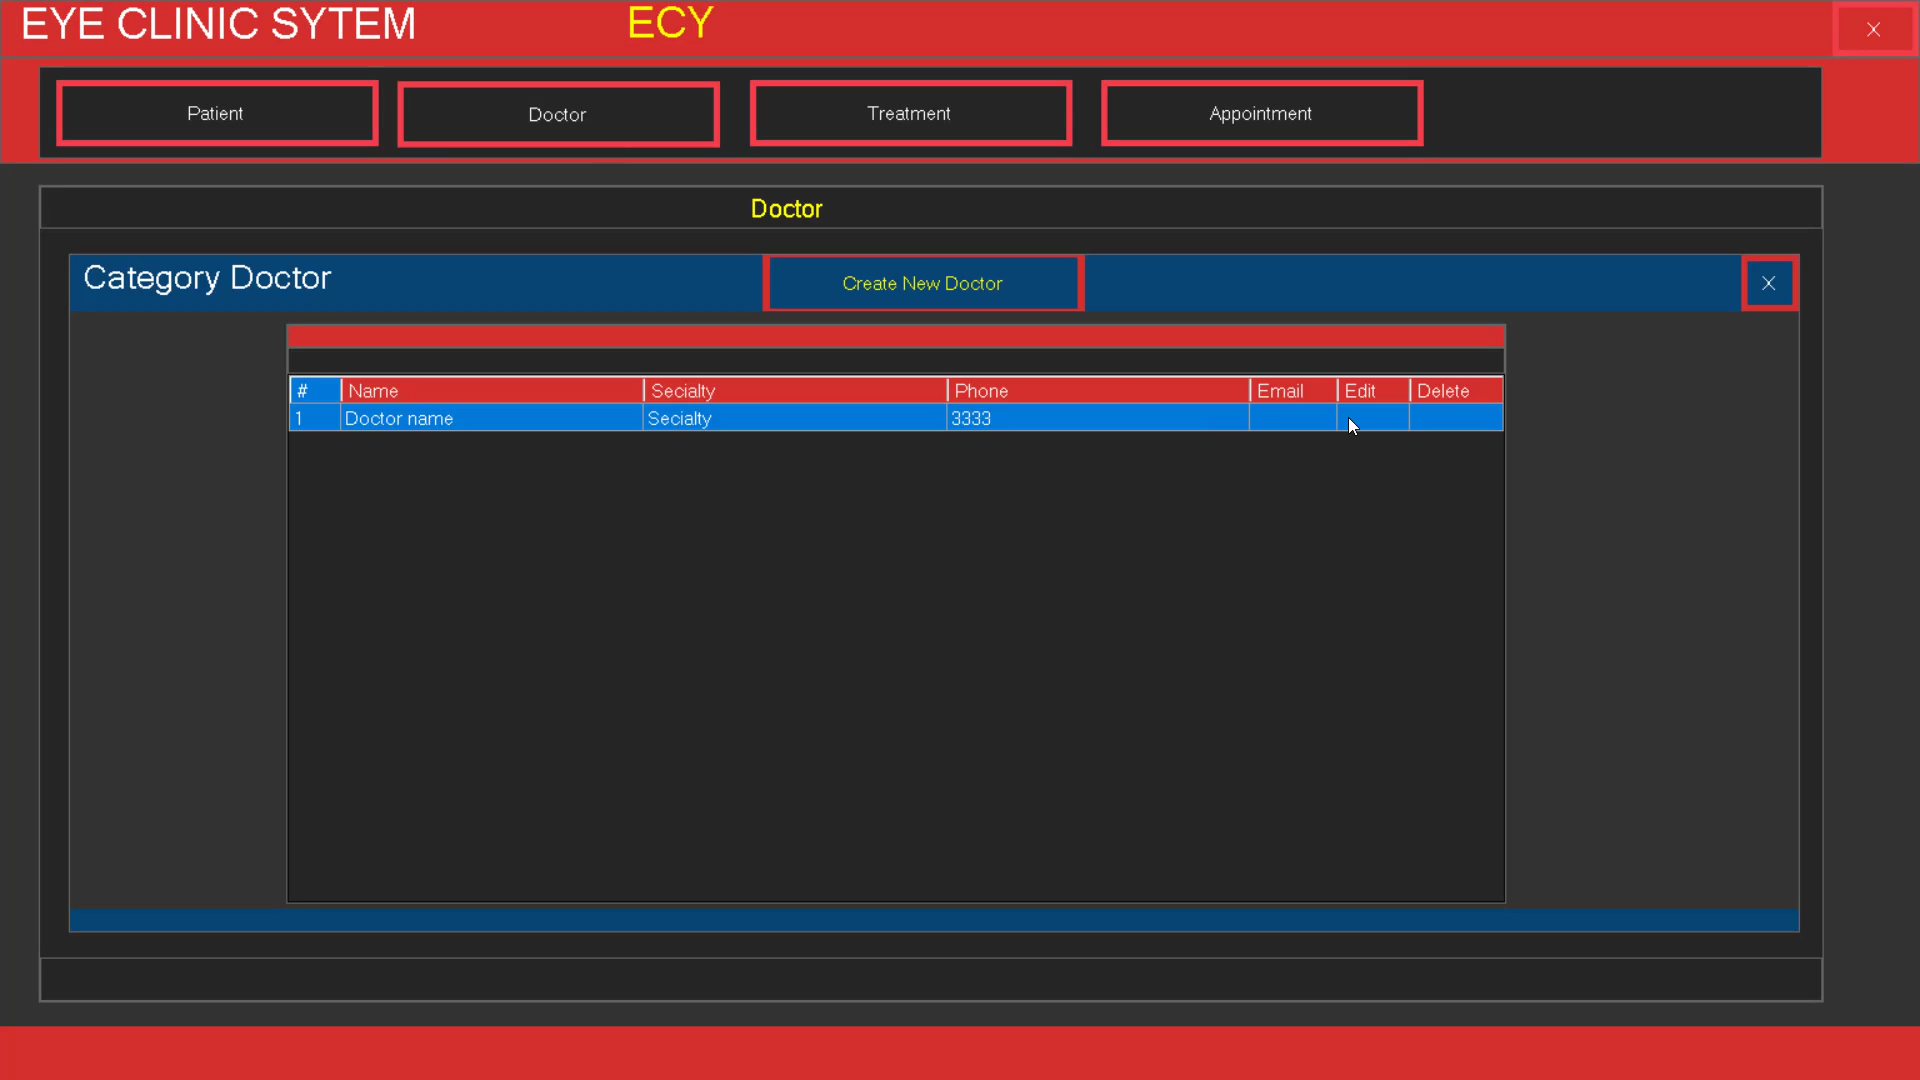 EYE CLINIC SYTEM ECY X
Patient Doctor Treatment Appointment
Doctor
Category Doctor Create New Doctor X
# Name Secialty Phone Email Edit Delete
1 Doctor name Secialty 3333